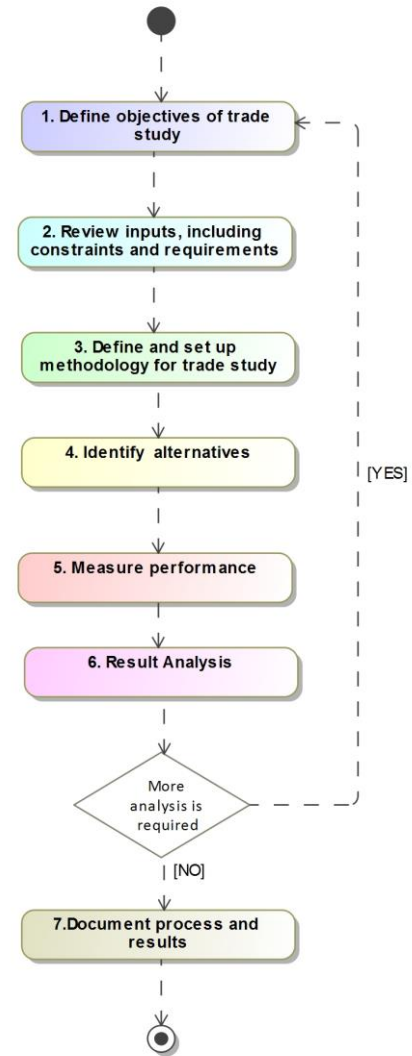 1. Define objectives of trade
study
2. Review inputs, including
constraints and requirements
3. Define and set up
methodology for trade study
4. Identify alternatives
[YES]
5. Measure performance
6. Result Analysis
More
analysis is
required
[NO]
7.Document process and
results